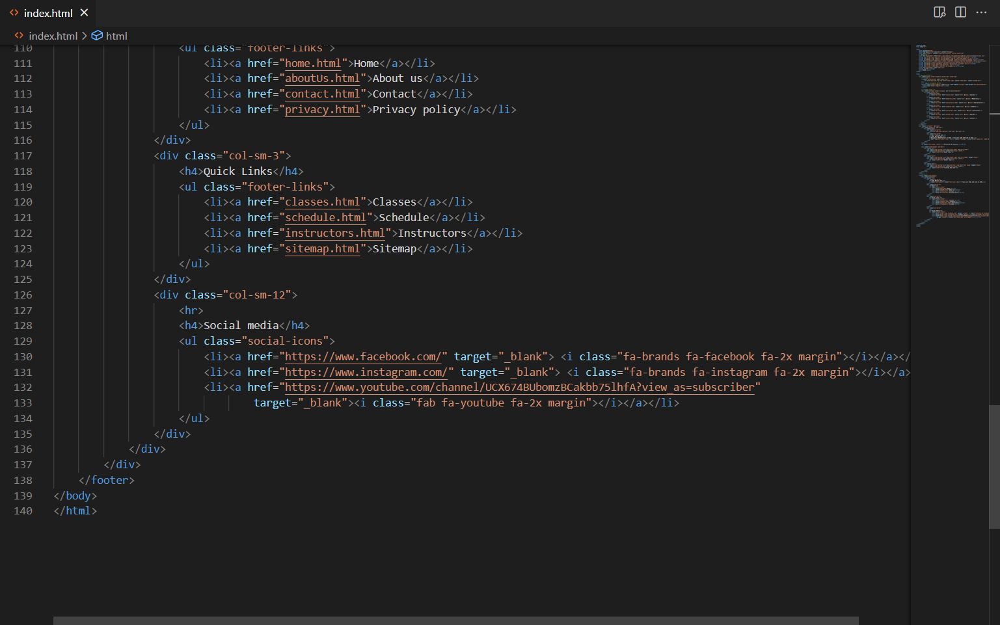 index.html
index.html > html
110 <ul class="footer-links">
111 <li><a href="home.html">Home</a></li>
112 <li><a href="aboutUs.html">About us</a></li>
113 <li><a href="contact.html">Contact</a></li>
114 <li><a href="privacy.html">Privacy policy</a></li>
115 </ul>
116 </div>
117 <div class="col-sm-3">
118 <h4>Quick Links</h4>
119 <ul class="footer-links">
120 <li><a href="classes.html">Classes</a></li>
121 <li><a href="schedule.html">Schedule</a></li>
122 <li><a href="instructors.html">Instructors</a></li>
123 <li><a href="sitemap.html">Sitemap</a></li>
124 </ul>
125 </div>
126 <div class="col-sm-12">
127 <hr>
128 <h4>Social media</h4>
129 <ul class="social-icons">
130 <li><a href="https://www.facebook.com/" target="_blank"> <i class="fa-brands fa-facebook fa-2x margin"></i></a></
131 <li><a href="https://www.instagram.com/" target="_blank"> <i class="fa-brands fa-instagram fa-2x margin"></i></a>
132 <li><a href="https://www.youtube.com/channel/UCX674BUbomzBCakbb75lhfA?view_as=subscriber"
133 target="_blank"><i class="fab fa-youtube fa-2x margin"></i></a></li>
134 </ul>
135 </div>
136 </div>
137 </div>
138 </footer>
139 </body>
140 </html>